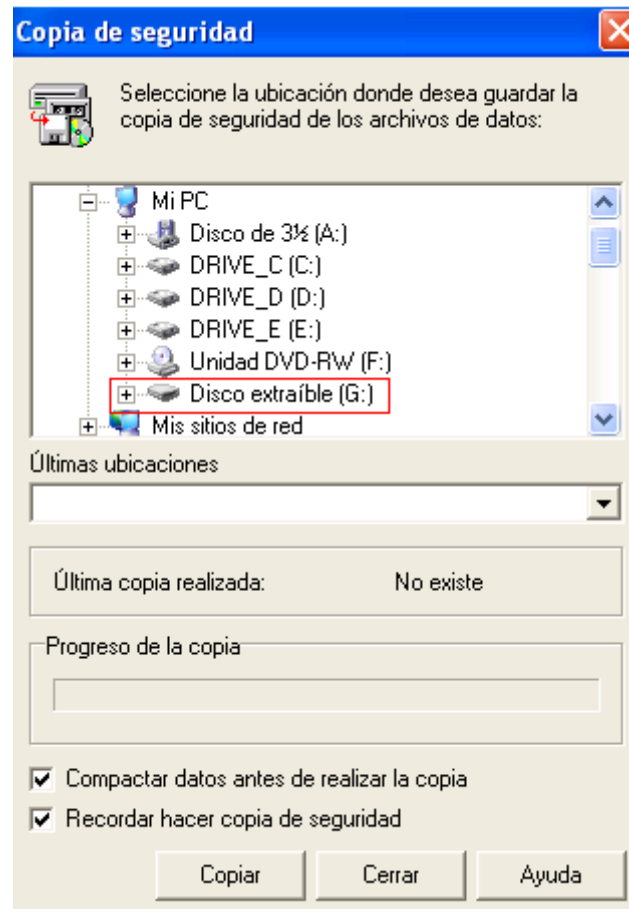 Copia de seguridad
Seleccione la ubicación donde desea guardar la
copia de seguridad de los archivos de datos:
Mi PC
Disco de 3½ (A:)
DRIVE_C (C:)
DRIVE_D (D:)
DRIVE_E (E:)
Unidad DVD-RW (F:)
Disco extraíble (G:)
Mis sitios de red
Últimas ubicaciones
Última copia realizada: No existe
Progreso de la copia
Compactar datos antes de realizar la copia
Recordar hacer copia de seguridad
Copiar Cerrar Ayuda